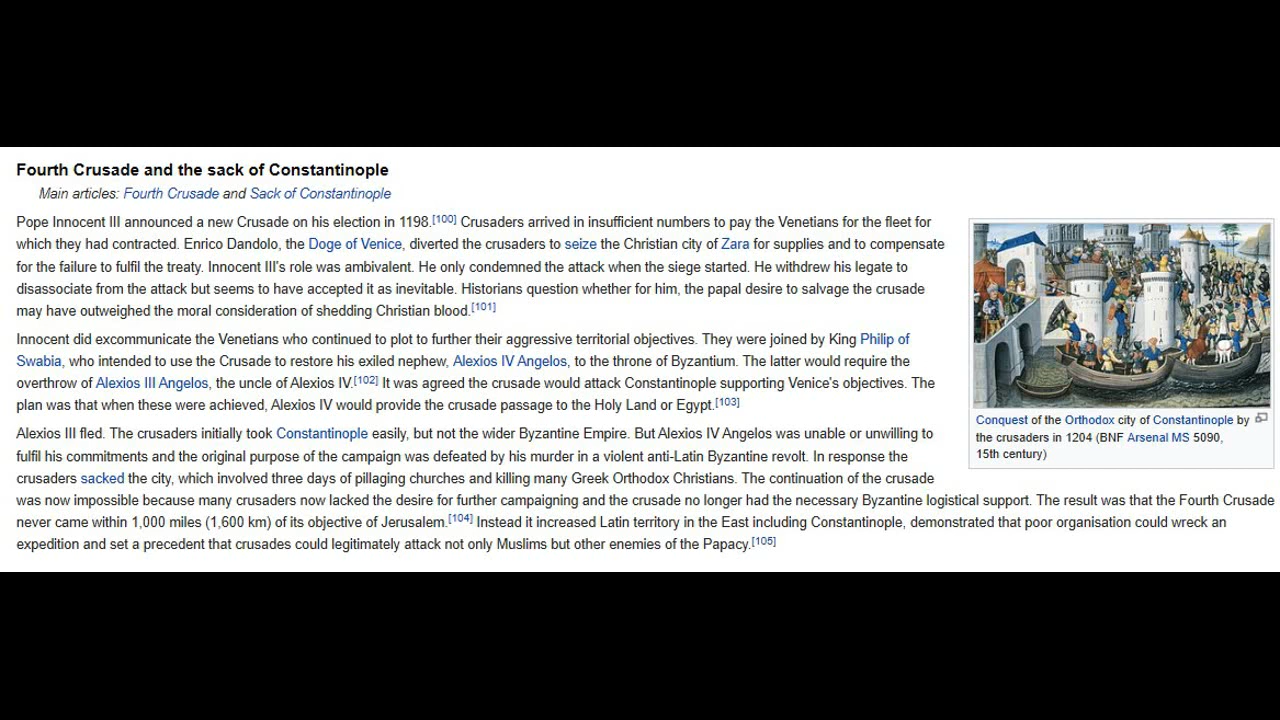 Fourth Crusade and the sack of Constantinople
Main articles: Fourth Crusade and Sack of Constantinople
Pope Innocent III announced a new Crusade on his election in 1198.[100] Crusaders arrived in insufficient numbers to pay the Venetians for the fleet for
which they had contracted. Enrico Dandolo, the Doge of Venice, diverted the crusaders to seize the Christian city of Zara for supplies and to compensate
for the failure to fulfil the treaty. Innocent III's role was ambivalent. He only condemned the attack when the siege started. He withdrew his legate to
disassociate from the attack but seems to have accepted it as inevitable. Historians question whether for him, the papal desire to salvage the crusade
may have outweighed the moral consideration of shedding Christian blood.[101]
Innocent did excommunicate the Venetians who continued to plot to further their aggressive territorial objectives. They were joined by King Philip of
Swabia, who intended to use the Crusade to restore his exiled nephew, Alexios IV Angelos, to the throne of Byzantium. The latter would require the
overthrow of Alexios III Angelos, the uncle of Alexios IV.[102] It was agreed the crusade would attack Constantinople supporting Venice's objectives. The
plan was that when these were achieved, Alexios IV would provide the crusade passage to the Holy Land or Egypt.[103]
Alexios III fled. The crusaders initially took Constantinople easily, but not the wider Byzantine Empire. But Alexios IV Angelos was unable or unwilling to
fulfil his commitments and the original purpose of the campaign was defeated by his murder in a violent anti-Latin Byzantine revolt. In response the
crusaders sacked the city, which involved three days of pillaging churches and killing many Greek Orthodox Christians. The continuation of the crusade
was now impossible because many crusaders now lacked the desire for further campaigning and the crusade no longer had the necessary Byzantine logistical support. The result was that the Fourth Crusade
never came within 1,000 miles (1,600 km) of its objective of Jerusalem.[104] Instead it increased Latin territory in the East including Constantinople, demonstrated that poor organisation could wreck an
expedition and set a precedent that crusades could legitimately attack not only Muslims but other enemies of the Papacy.[105]
Conquest of the Orthodox city of Constantinople by
the crusaders in 1204 (BNF Arsenal MS 5090,
15th century)